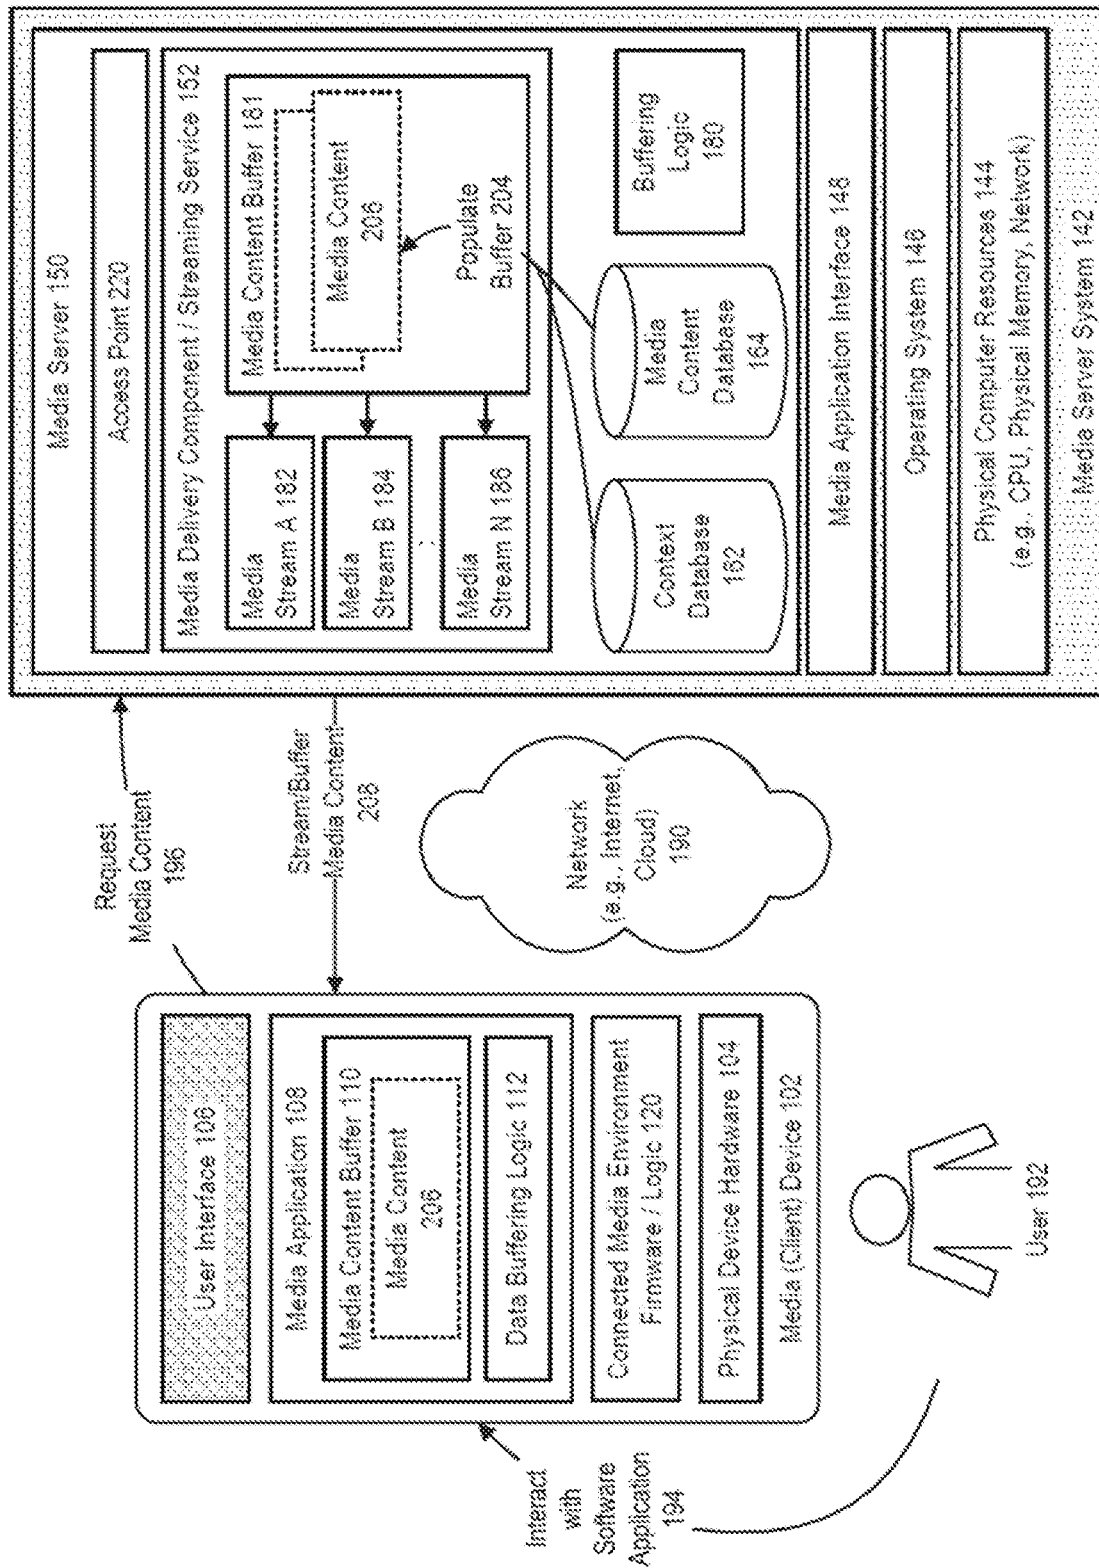 User Interface 106
Media Application 108
Media Content Buffer 110
Media Content
206
Data Buffering Logic 112
Connected Media Environment
Firmware / Logic 120
Physical Device Hardware 104
Media (Client) Device 102
Interact
with
Software
Application
194
User 192
Request
Media Content
196
Stream/Buffer
Media Content
208
Network
(e.g., Internet,
Cloud)
190
Media Server 150
Access Point 220
Media Delivery Component / Streaming Service 152
Media
Stream A 182
Media
Stream B 184
Media
Stream N 186
Media Content Buffer 181
Media Content
206
Populate
Buffer 204
Context
Database
162
Media
Content
Database
164
Buffering
Logic
180
Media Application Interface 148
Operating System 146
Physical Computer Resources 144
(e.g., CPU, Physical Memory, Network)
Media Server System 142